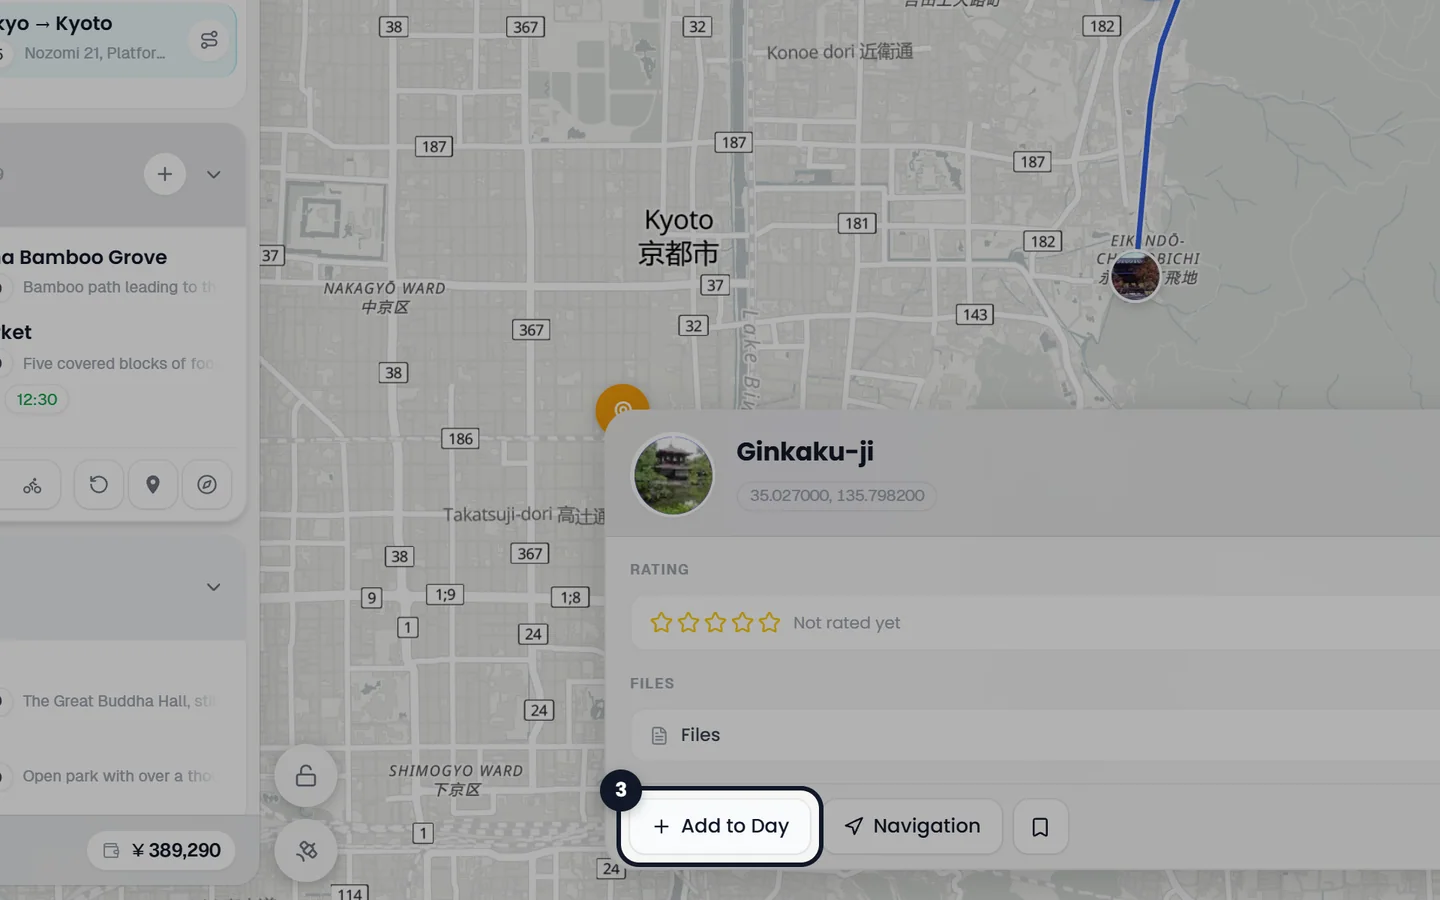 kyo → Kyoto
Nozomi 21, Platfor...
a Bamboo Grove
Bamboo path leading to th
ket
Five covered blocks of foo
12:30
The Great Buddha Hall, sti
Open park with over a tho
¥ 389,290
38
367
32
182
Konoe dori 近衛通
187
187
187
Kyoto
京都市
181
182
37
EIKANDŌ-
37
NAKAGYŌ WARD
中京区
367
32
143
38
Lake Biw
186
Takatsuji-dori 高辻通
38
367
9
1;9
1;8
1
24
24
SHIMOGYO WARD
下京区
1
24
114
Ginkaku-ji
35.027000, 135.798200
RATING
Not rated yet
FILES
Files
3
Add to Day
Navigation